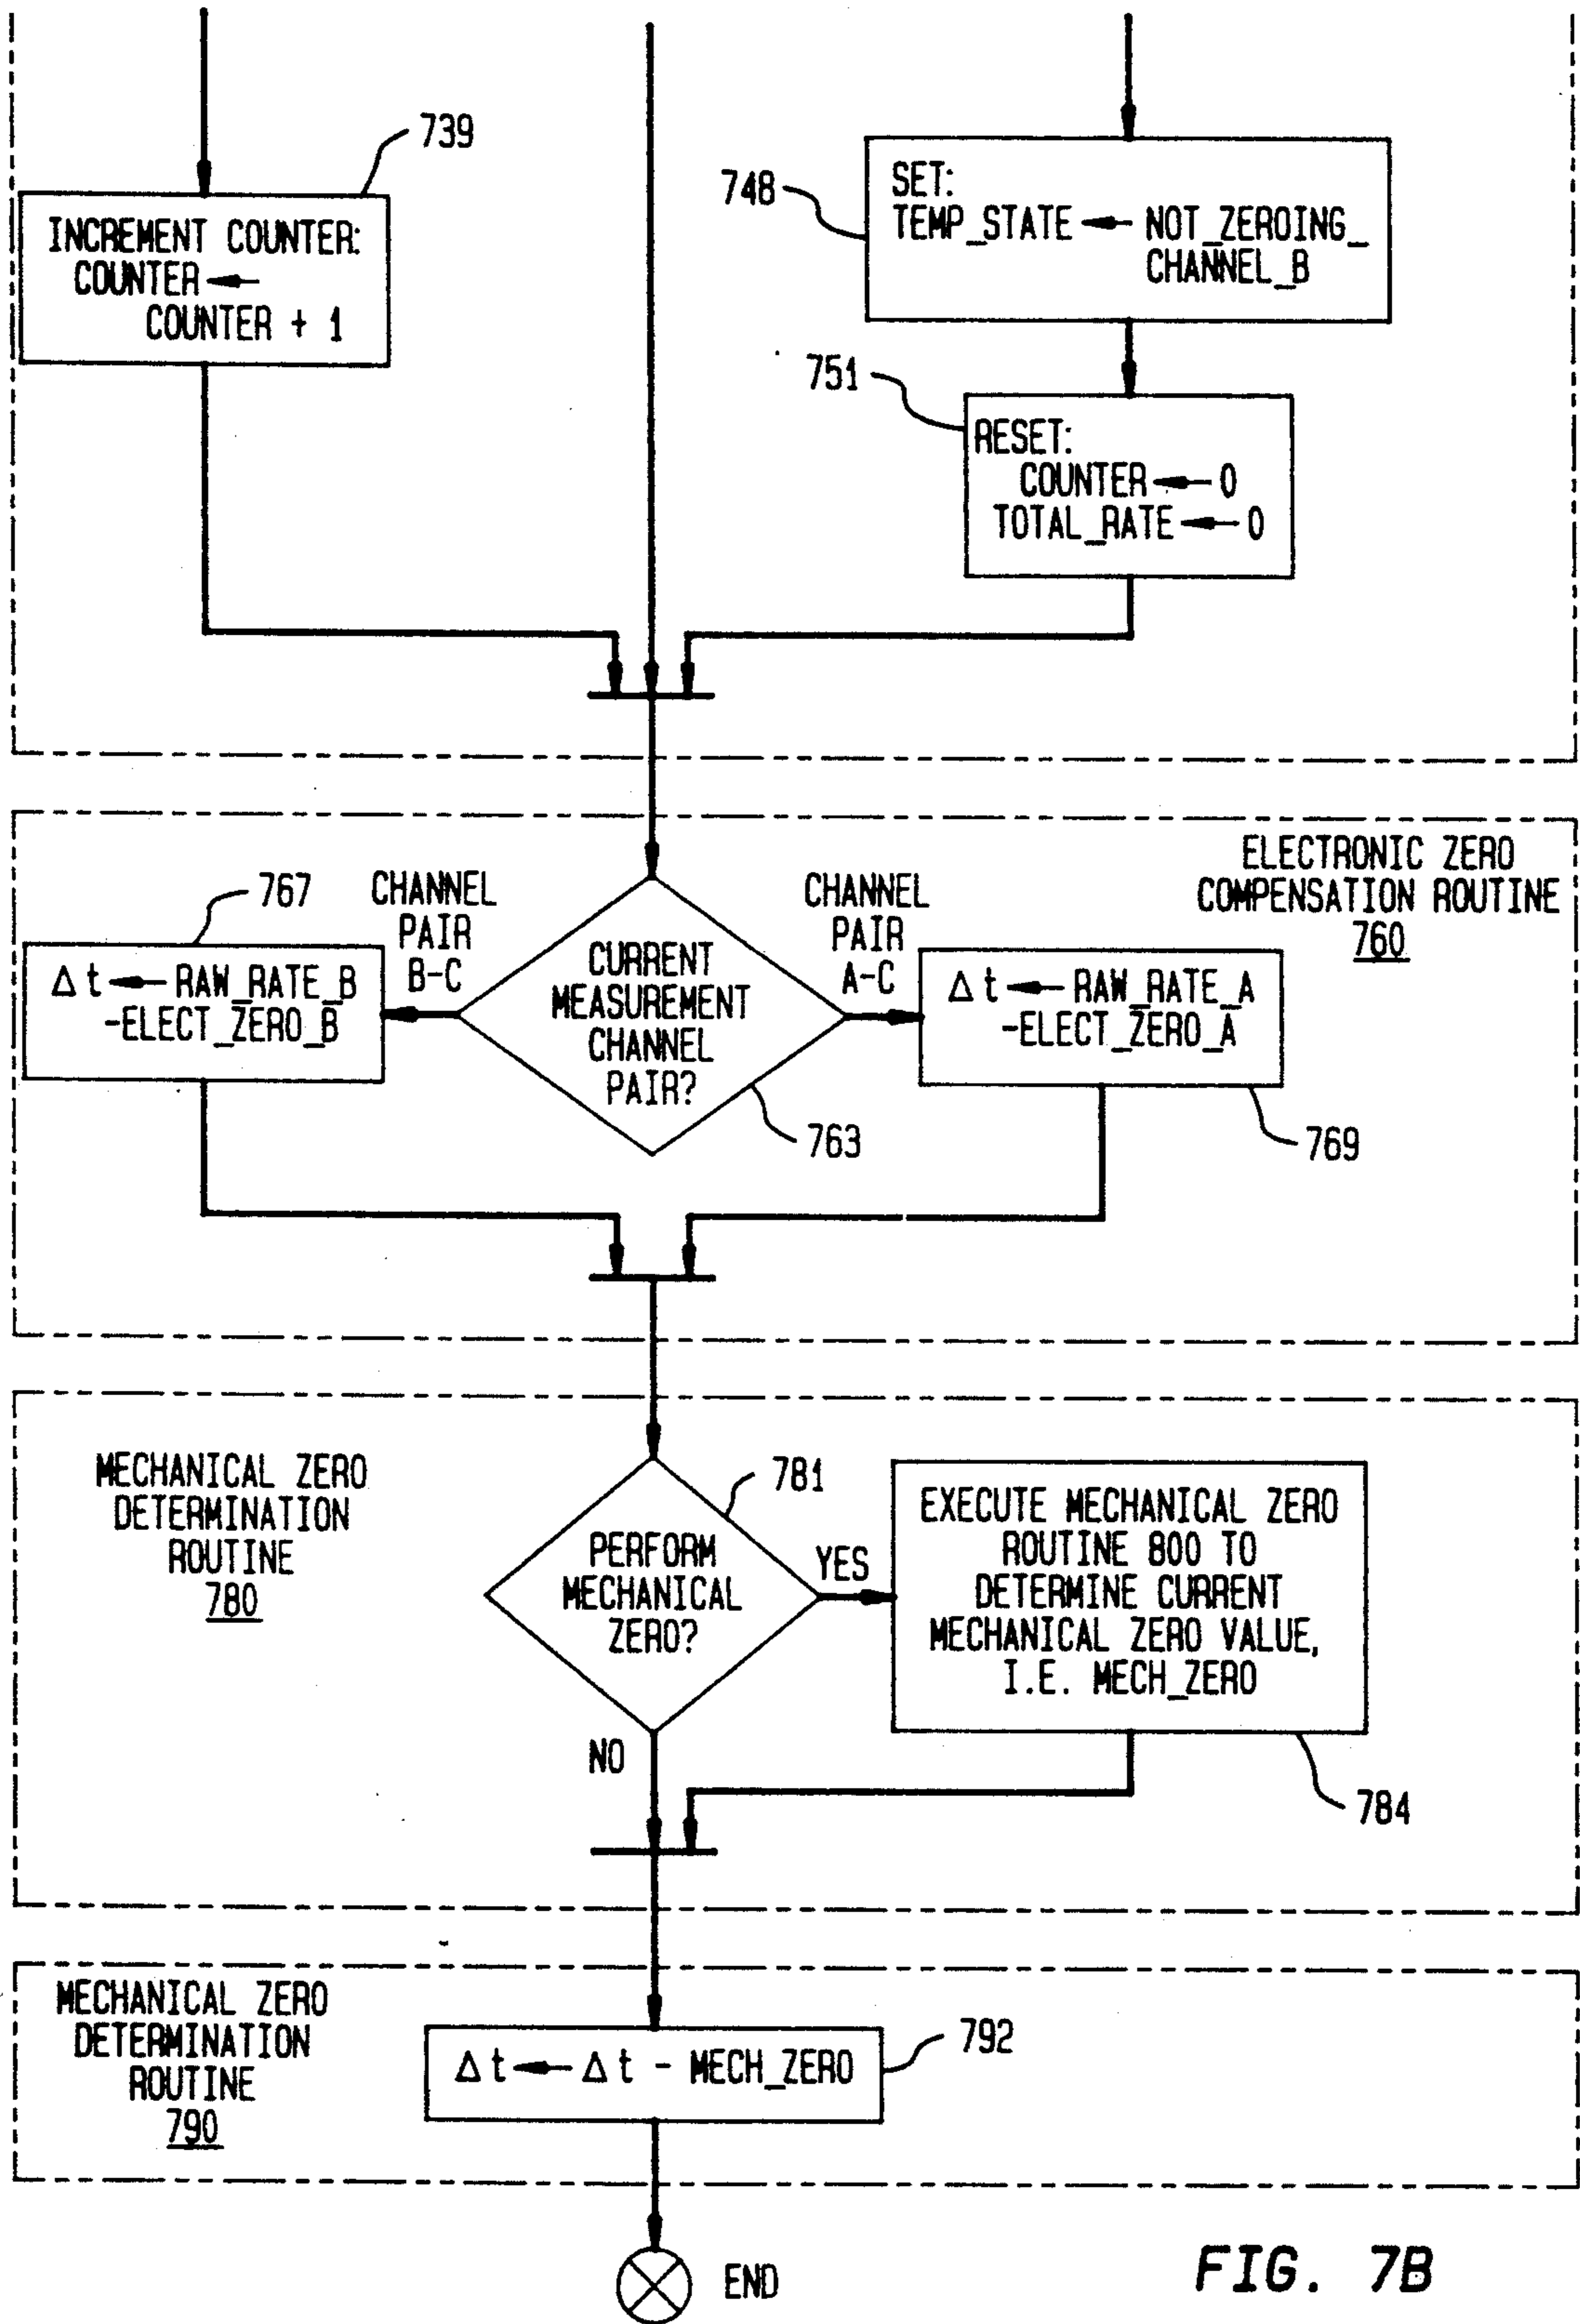 739
INCREMENT COUNTER:
COUNTER ←
COUNTER + 1
748
SET:
TEMP_STATE ← NOT_ZEROING_
CHANNEL_B
751
RESET:
COUNTER ← 0
TOTAL_RATE ← 0
ELECTRONIC ZERO
COMPENSATION ROUTINE
760
767
CHANNEL
PAIR
B-C
Δt ← RAW_RATE_B
-ELECT_ZERO_B
CURRENT
MEASUREMENT
CHANNEL
PAIR?
763
CHANNEL
PAIR
A-C
Δt ← RAW_RATE_A
-ELECT_ZERO_A
769
MECHANICAL ZERO
DETERMINATION
ROUTINE
780
781
PERFORM
MECHANICAL
ZERO?
YES
NO
EXECUTE MECHANICAL ZERO
ROUTINE 800 TO
DETERMINE CURRENT
MECHANICAL ZERO VALUE,
I.E. MECH_ZERO
784
MECHANICAL ZERO
DETERMINATION
ROUTINE
790
Δt ← Δt - MECH_ZERO
792
END
FIG. 7B